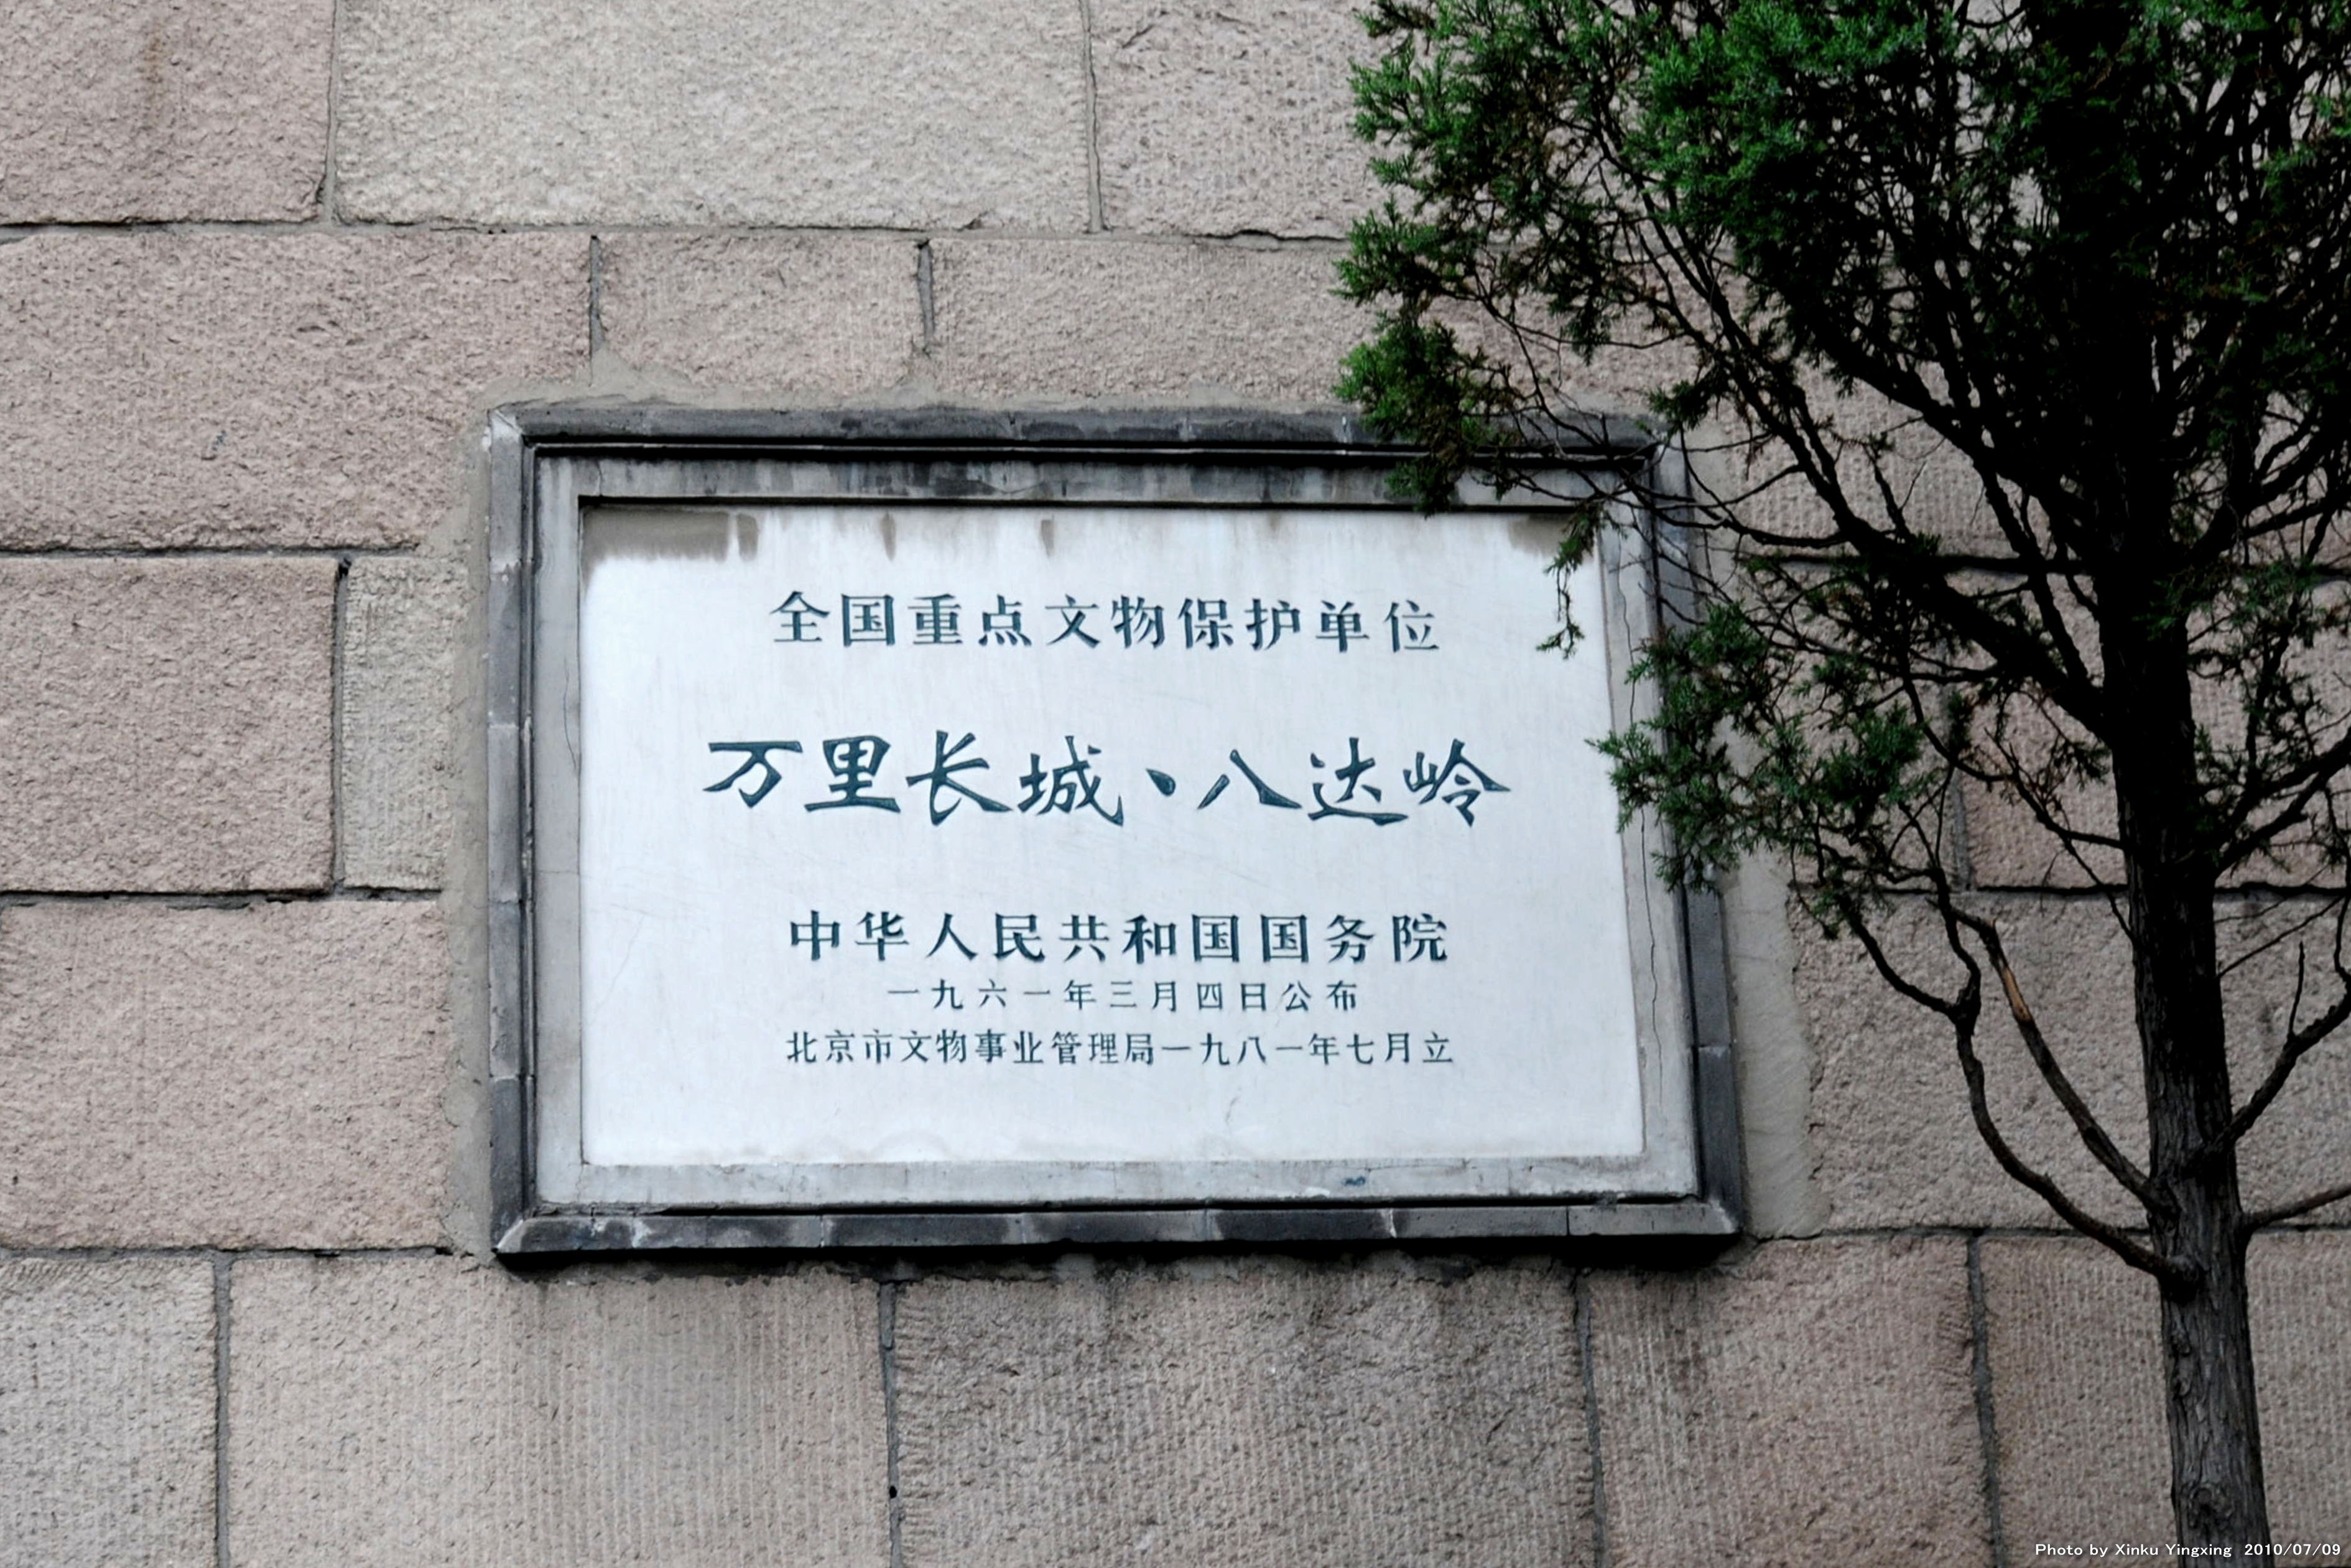 全国重点文物保护单位
万里长城、八达岭
中华人民共和国国务院
一九六一年三月四日公布
北京市文物事业管理局一九八一年七月立
Photo by Xinku Yingxing 2010/07/09